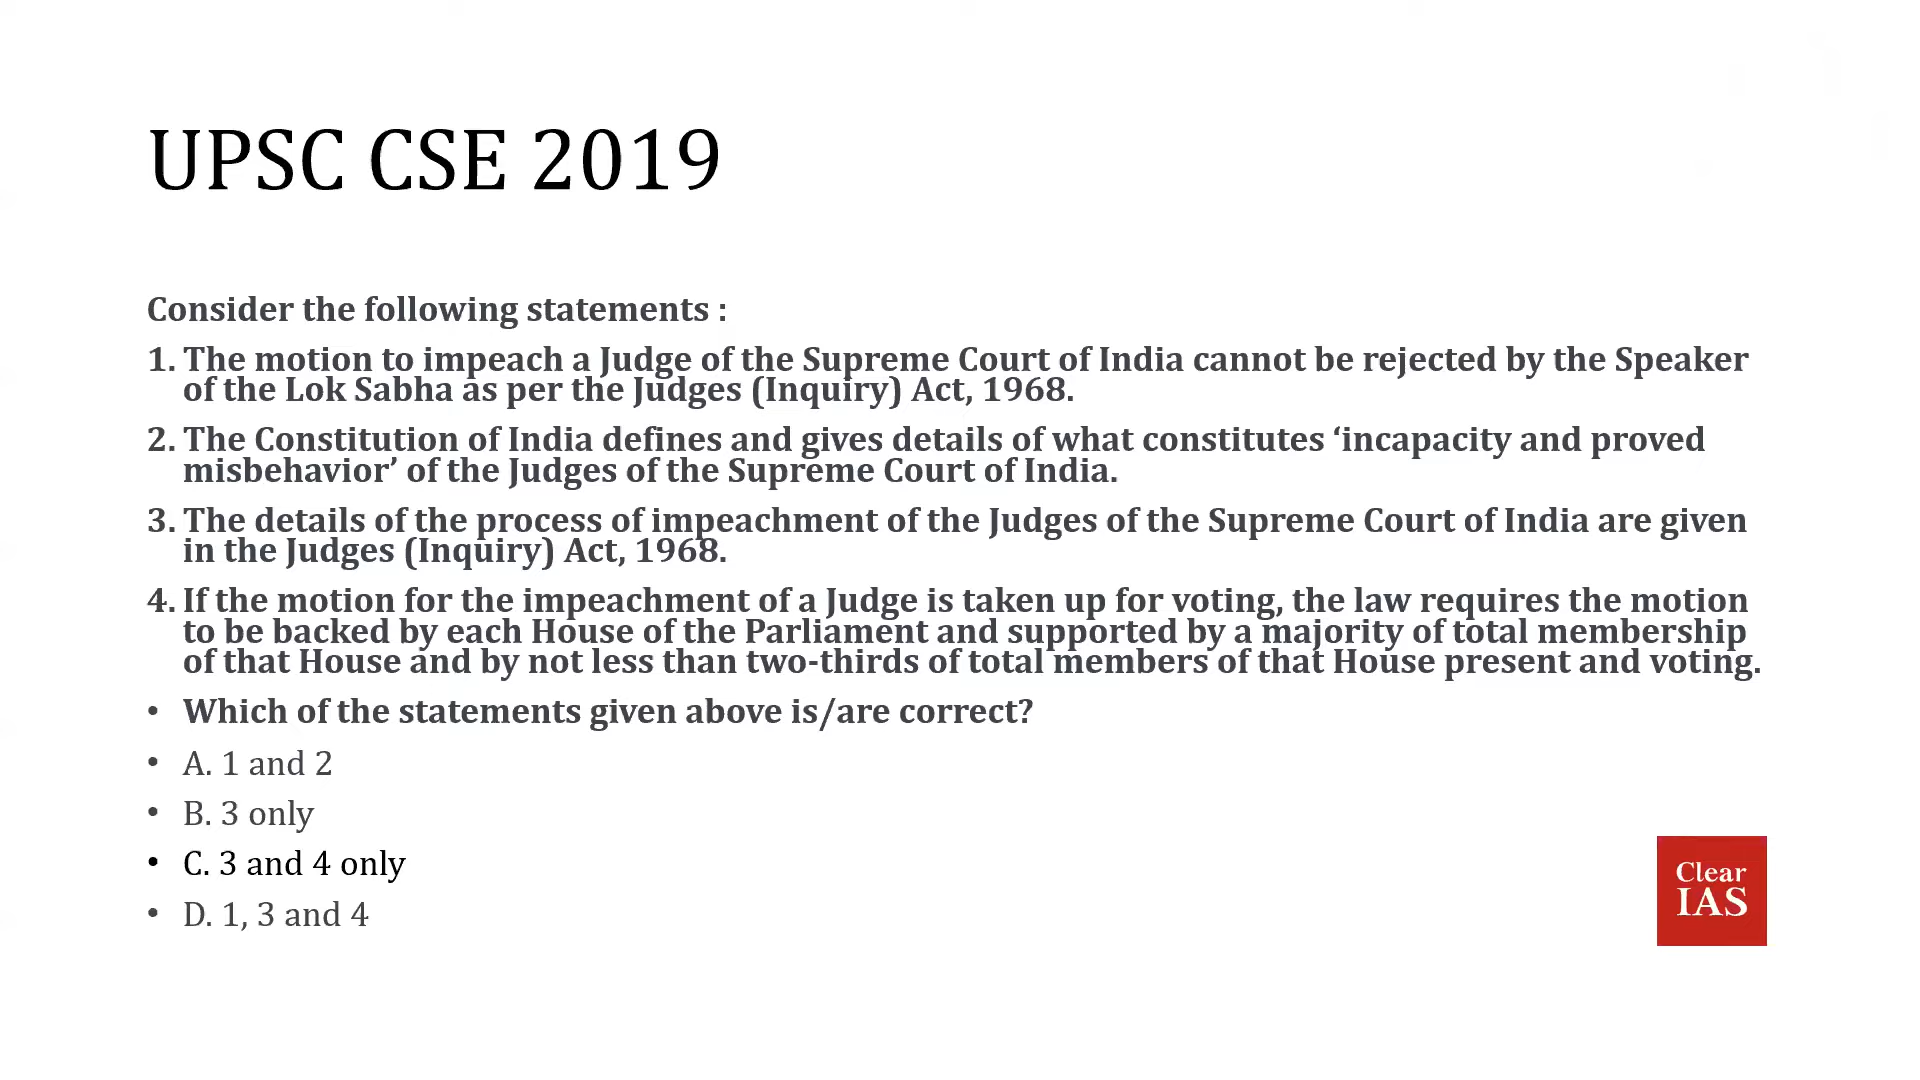 UPSC CSE 2019
Consider the following statements :
1. The motion to impeach a Judge of the Supreme Court of India cannot be rejected by the Speaker
of the Lok Sabha as per the Judges (Inquiry) Act, 1968.
2. The Constitution of India defines and gives details of what constitutes ‘incapacity and proved
misbehavior’ of the Judges of the Supreme Court of India.
3. The details of the process of impeachment of the Judges of the Supreme Court of India are given
in the Judges (Inquiry) Act, 1968.
4. If the motion for the impeachment of a Judge is taken up for voting, the law requires the motion
to be backed by each House of the Parliament and supported by a majority of total membership
of that House and by not less than two-thirds of total members of that House present and voting.
• Which of the statements given above is/are correct?
• A. 1 and 2
• B. 3 only
• C. 3 and 4 only
• D. 1, 3 and 4
Clear
IAS